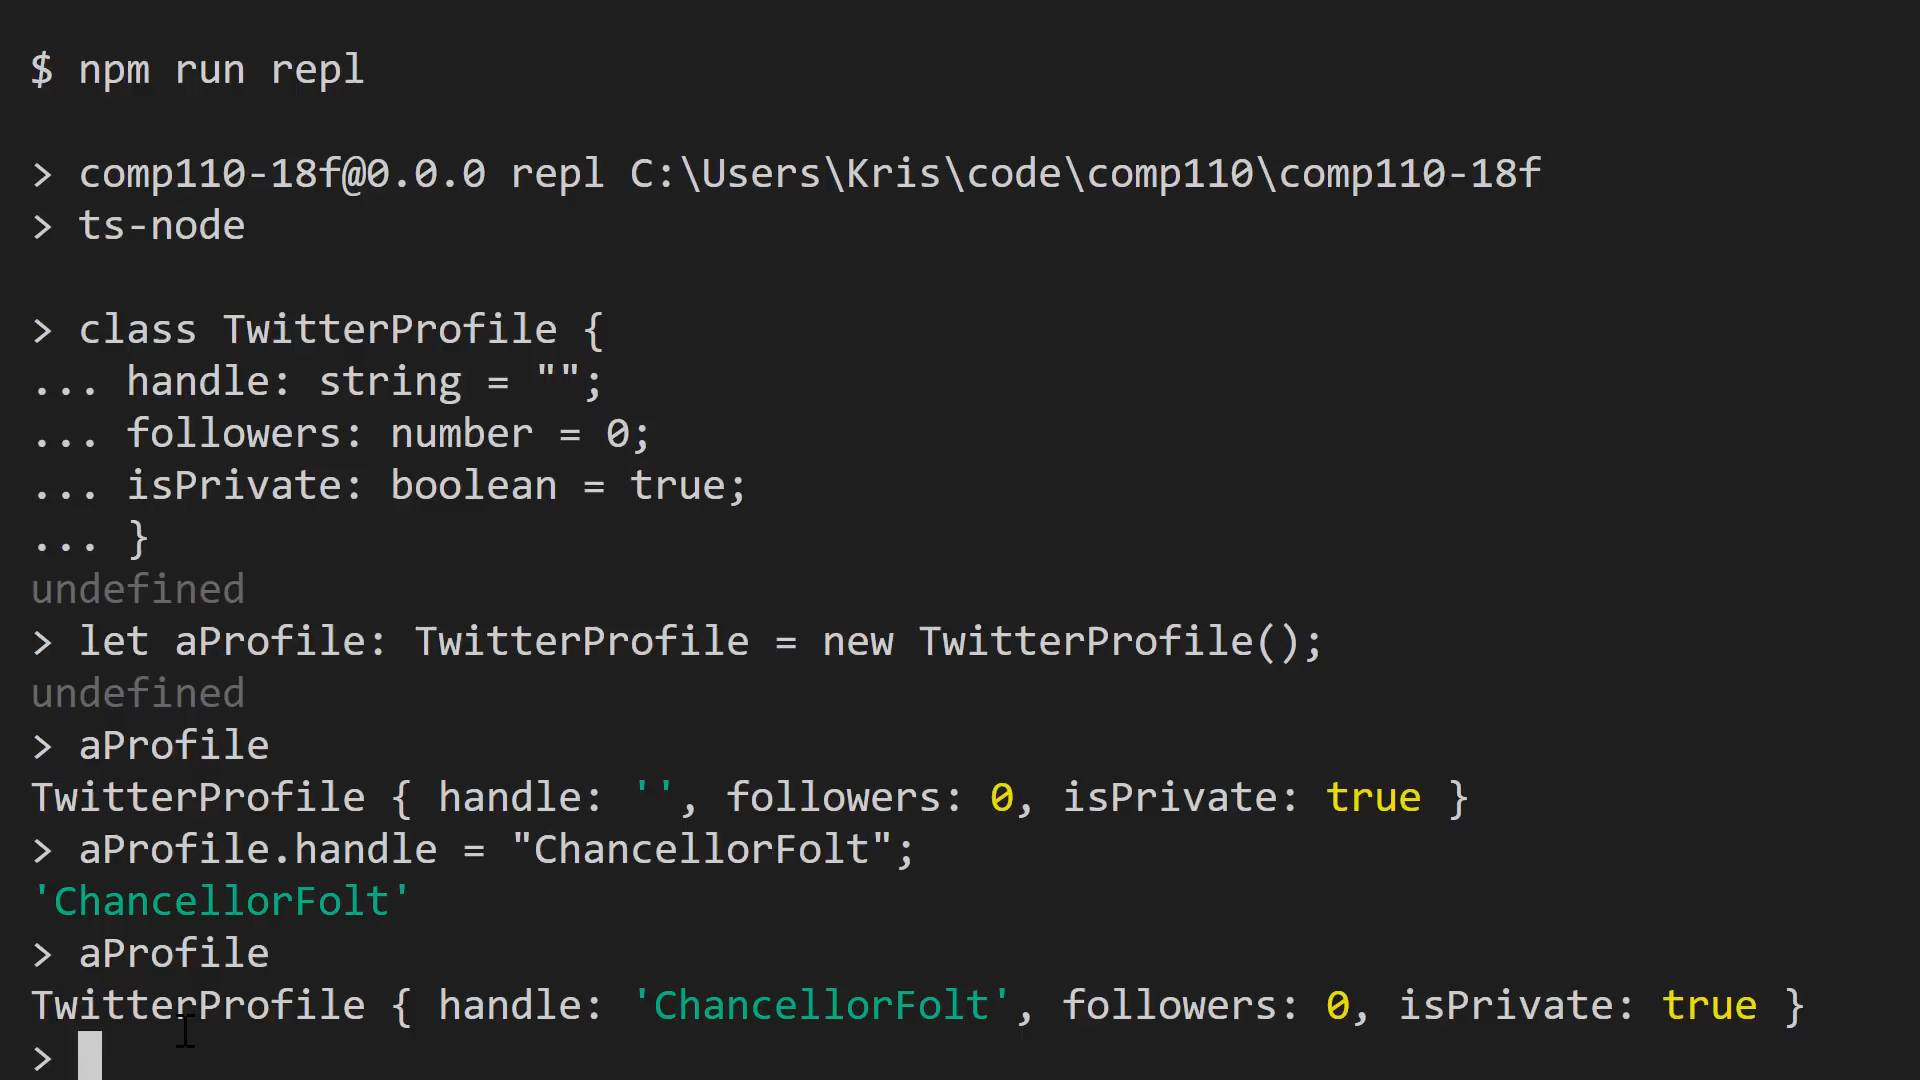 $ npm run repl
> comp110-18f@0.0.0 repl C:\Users\Kris\code\comp110\comp110-18f
> ts-node
> class TwitterProfile {
... handle: string = "";
... followers: number = 0;
... isPrivate: boolean = true;
... }
undefined
> let aProfile: TwitterProfile = new TwitterProfile();
undefined
> aProfile
TwitterProfile { handle: '', followers: 0, isPrivate: true }
> aProfile.handle = "ChancellorFolt";
'ChancellorFolt'
> aProfile
TwitterProfile { handle: 'ChancellorFolt', followers: 0, isPrivate: true }
>